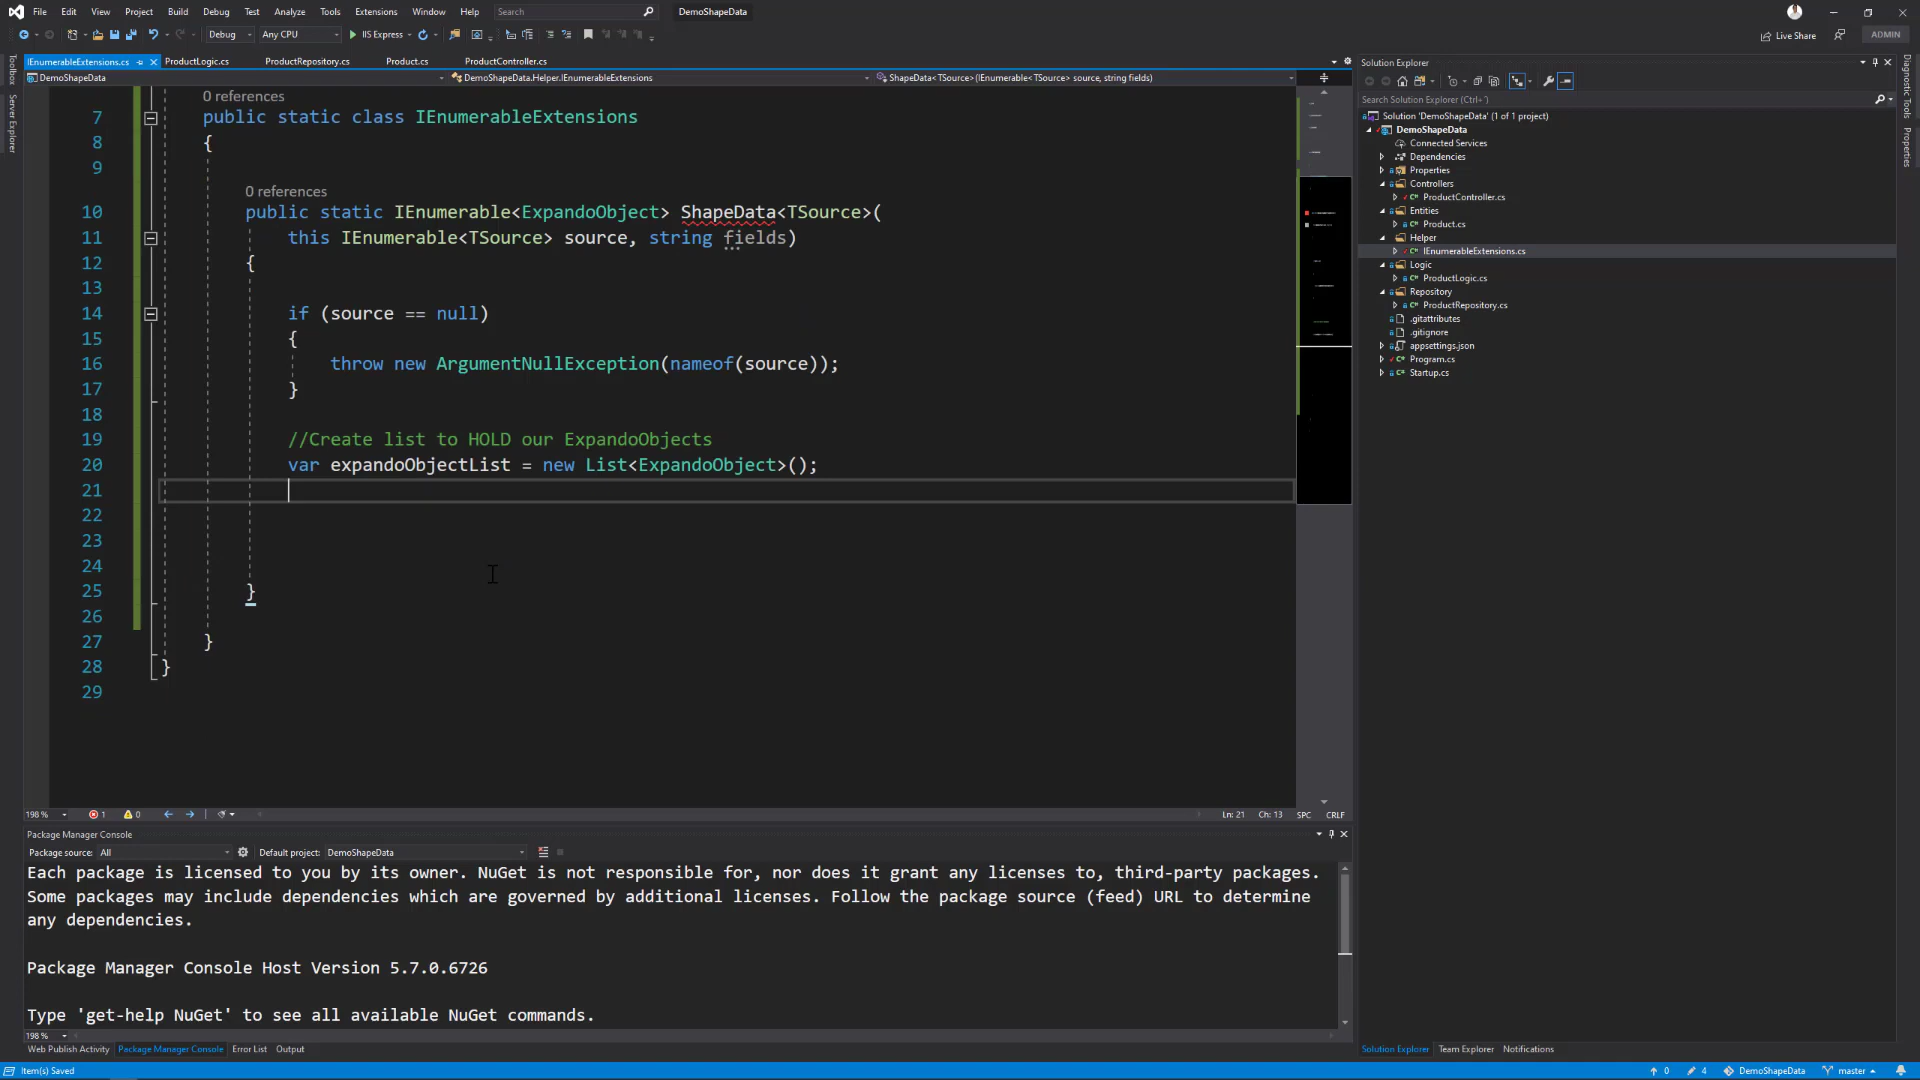 File Edit View Project Build Debug Test Analyze Tools Extensions Window Help Search DemoShapeData
Debug Any CPU IIS Express Live Share ADMIN
IEnumerableExtensions.cs ProductLogic.cs ProductRepository.cs Product.cs ProductController.cs
DemoShapeData DemoShapeData.Helper.IEnumerableExtensions ShapeData<TSource>(IEnumerable<TSource> source, string fields)
Toolbox
Server Explorer
0 references
7 public static class IEnumerableExtensions
8 {
9
0 references
10 public static IEnumerable<ExpandoObject> ShapeData<TSource>(
11 this IEnumerable<TSource> source, string fields)
12 {
13
14 if (source == null)
15 {
16 throw new ArgumentNullException(nameof(source));
17 }
18
19 //Create list to HOLD our ExpandoObjects
20 var expandoObjectList = new List<ExpandoObject>();
21
22
23
24
25 }
26
27 }
28 }
29
198 % 1 0 Ln: 21 Ch: 13 SPC CRLF
Package Manager Console
Package source: All Default project: DemoShapeData
Each package is licensed to you by its owner. NuGet is not responsible for, nor does it grant any licenses to, third-party packages.
Some packages may include dependencies which are governed by additional licenses. Follow the package source (feed) URL to determine
any dependencies.
Package Manager Console Host Version 5.7.0.6726
Type 'get-help NuGet' to see all available NuGet commands.
198 %
Web Publish Activity Package Manager Console Error List Output
Solution Explorer
Search Solution Explorer (Ctrl+¨)
Solution 'DemoShapeData' (1 of 1 project)
DemoShapeData
Connected Services
Dependencies
Properties
Controllers
ProductController.cs
Entities
Product.cs
Helper
IEnumerableExtensions.cs
Logic
ProductLogic.cs
Repository
ProductRepository.cs
.gitattributes
.gitignore
appsettings.json
Program.cs
Startup.cs
Solution Explorer Team Explorer Notifications
Diagnostic Tools
Properties
Item(s) Saved 0 4 DemoShapeData master